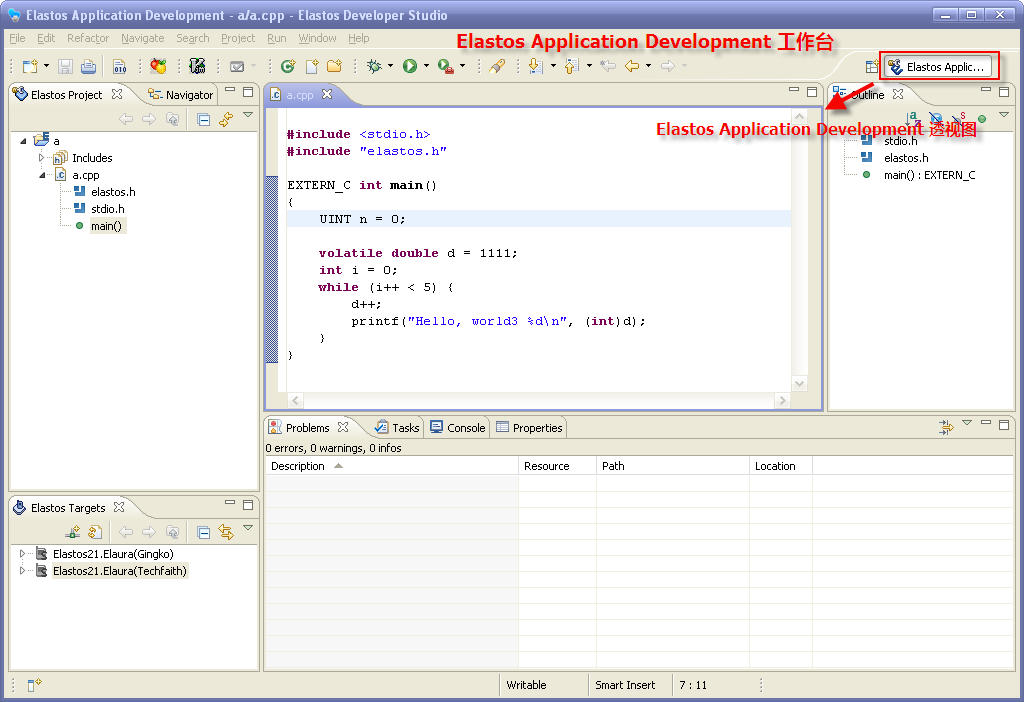 Elastos Application Development - a/a.cpp - Elastos Developer Studio
File Edit Refactor Navigate Search Project Run Window Help
Elastos Application Development 工作台
010
Elastos Applic...
Elastos Project
Navigator
a
Includes
a.cpp
elastos.h
stdio.h
main()
a.cpp
#include <stdio.h>
#include "elastos.h"
EXTERN_C int main()
{
UINT n = 0;
volatile double d = 1111;
int i = 0;
while (i++ < 5) {
d++;
printf("Hello, world3 %d\n", (int)d);
}
}
Outline
Elastos Application Development 透视图
stdio.h
elastos.h
main() : EXTERN_C
Elastos Targets
Elastos21.Elaura(Gingko)
Elastos21.Elaura(Techfaith)
Problems
Tasks
Console
Properties
0 errors, 0 warnings, 0 infos
Description Resource Path Location
Writable Smart Insert 7 : 11